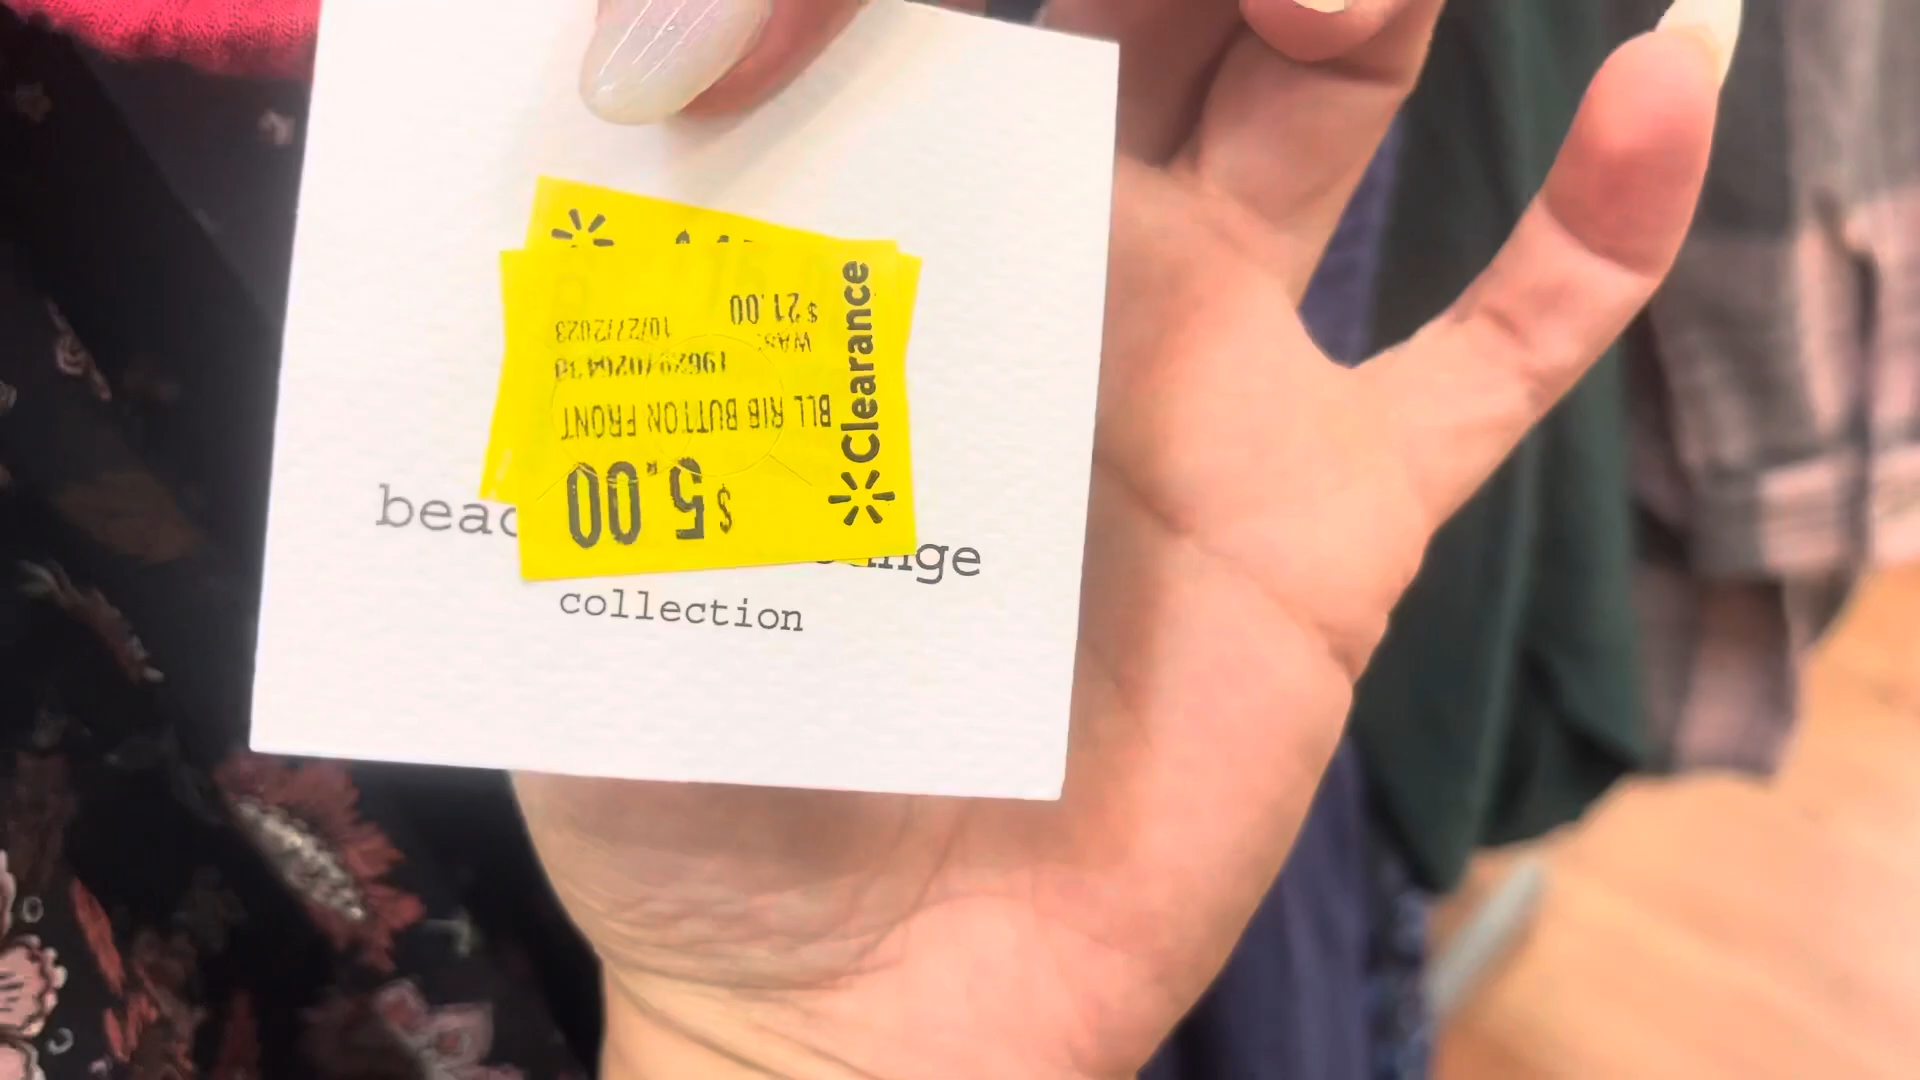 Clearance
$5.00
BLL RIB BUTTON FRONT
WAS:
$21.00
10/27/2023
collection